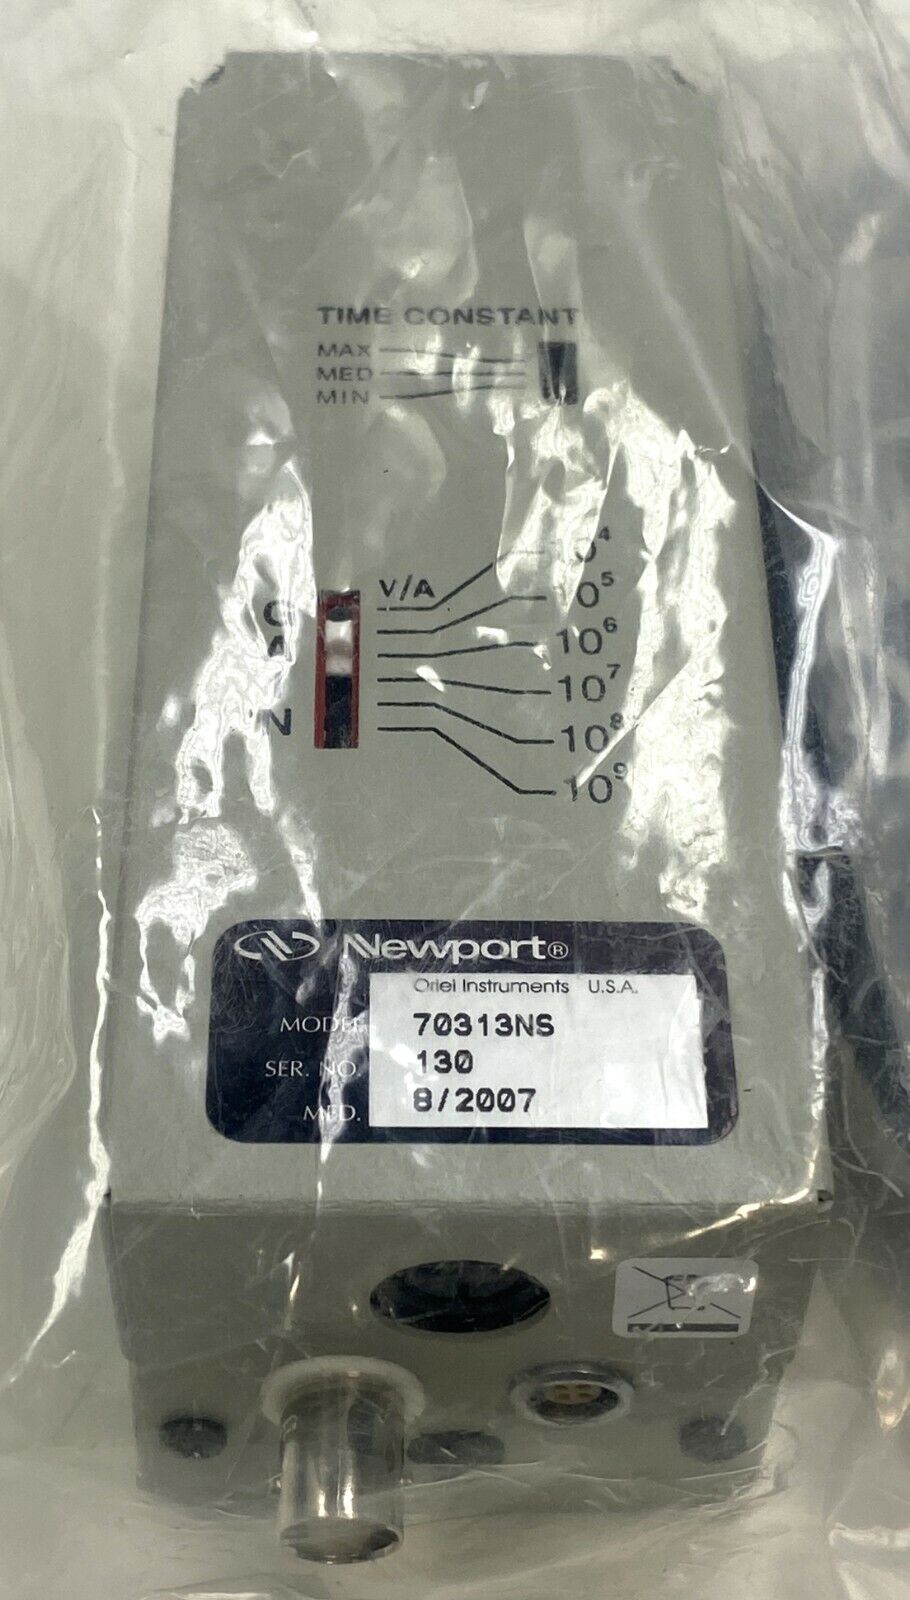 TIME CONSTANT
MAX
MED
MIN
V/A
10⁴
10⁵
10⁶
10⁷
10⁸
10⁹
G
A
I
N
Newport®
Oriel Instruments U.S.A.
MODEL 70313NS
SER. NO. 130
MFD. 8/2007